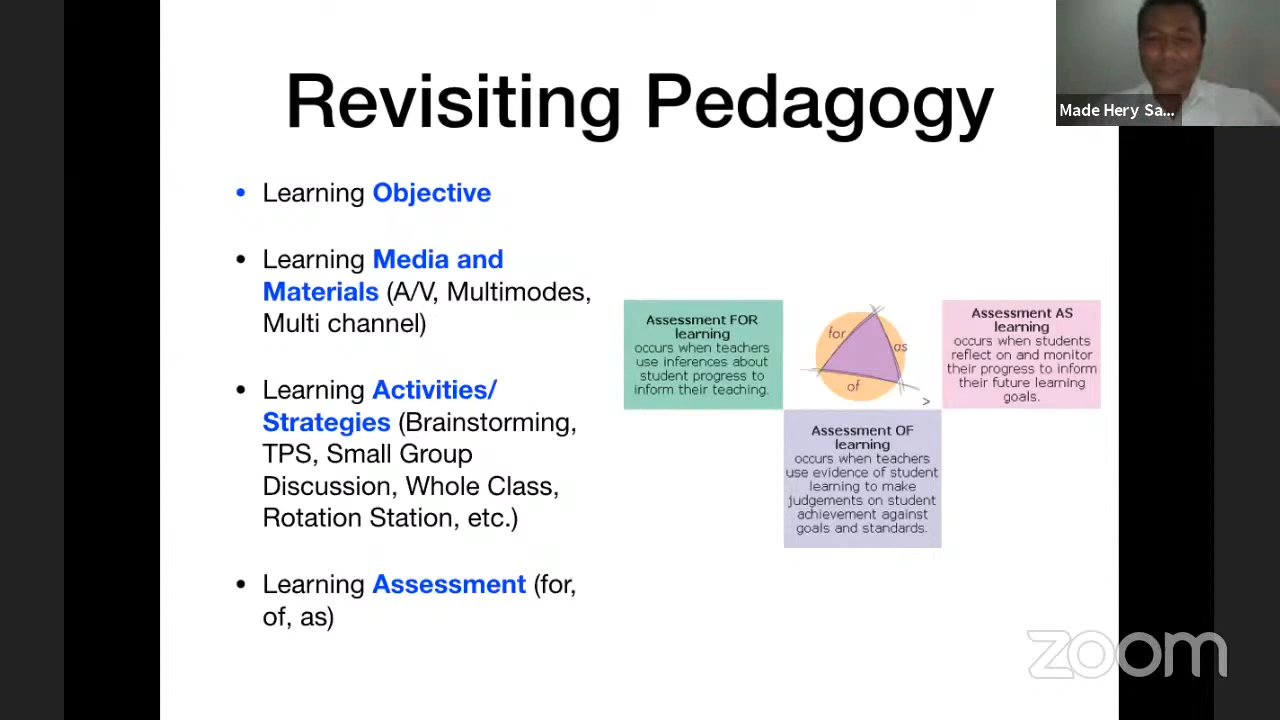 Revisiting Pedagogy
Made Hery Sa...
• Learning Objective
• Learning Media and
Materials (A/V, Multimodes,
Multi channel)
• Learning Activities/
Strategies (Brainstorming,
TPS, Small Group
Discussion, Whole Class,
Rotation Station, etc.)
• Learning Assessment (for,
of, as)
Assessment FOR
learning
occurs when teachers
use inferences about
student progress to
inform their teaching.
for
as
of
>
Assessment AS
learning
occurs when students
reflect on and monitor
their progress to inform
their future learning
goals.
Assessment OF
learning
occurs when teachers
use evidence of student
learning to make
judgements on student
achievement against
goals and standards.
zoom